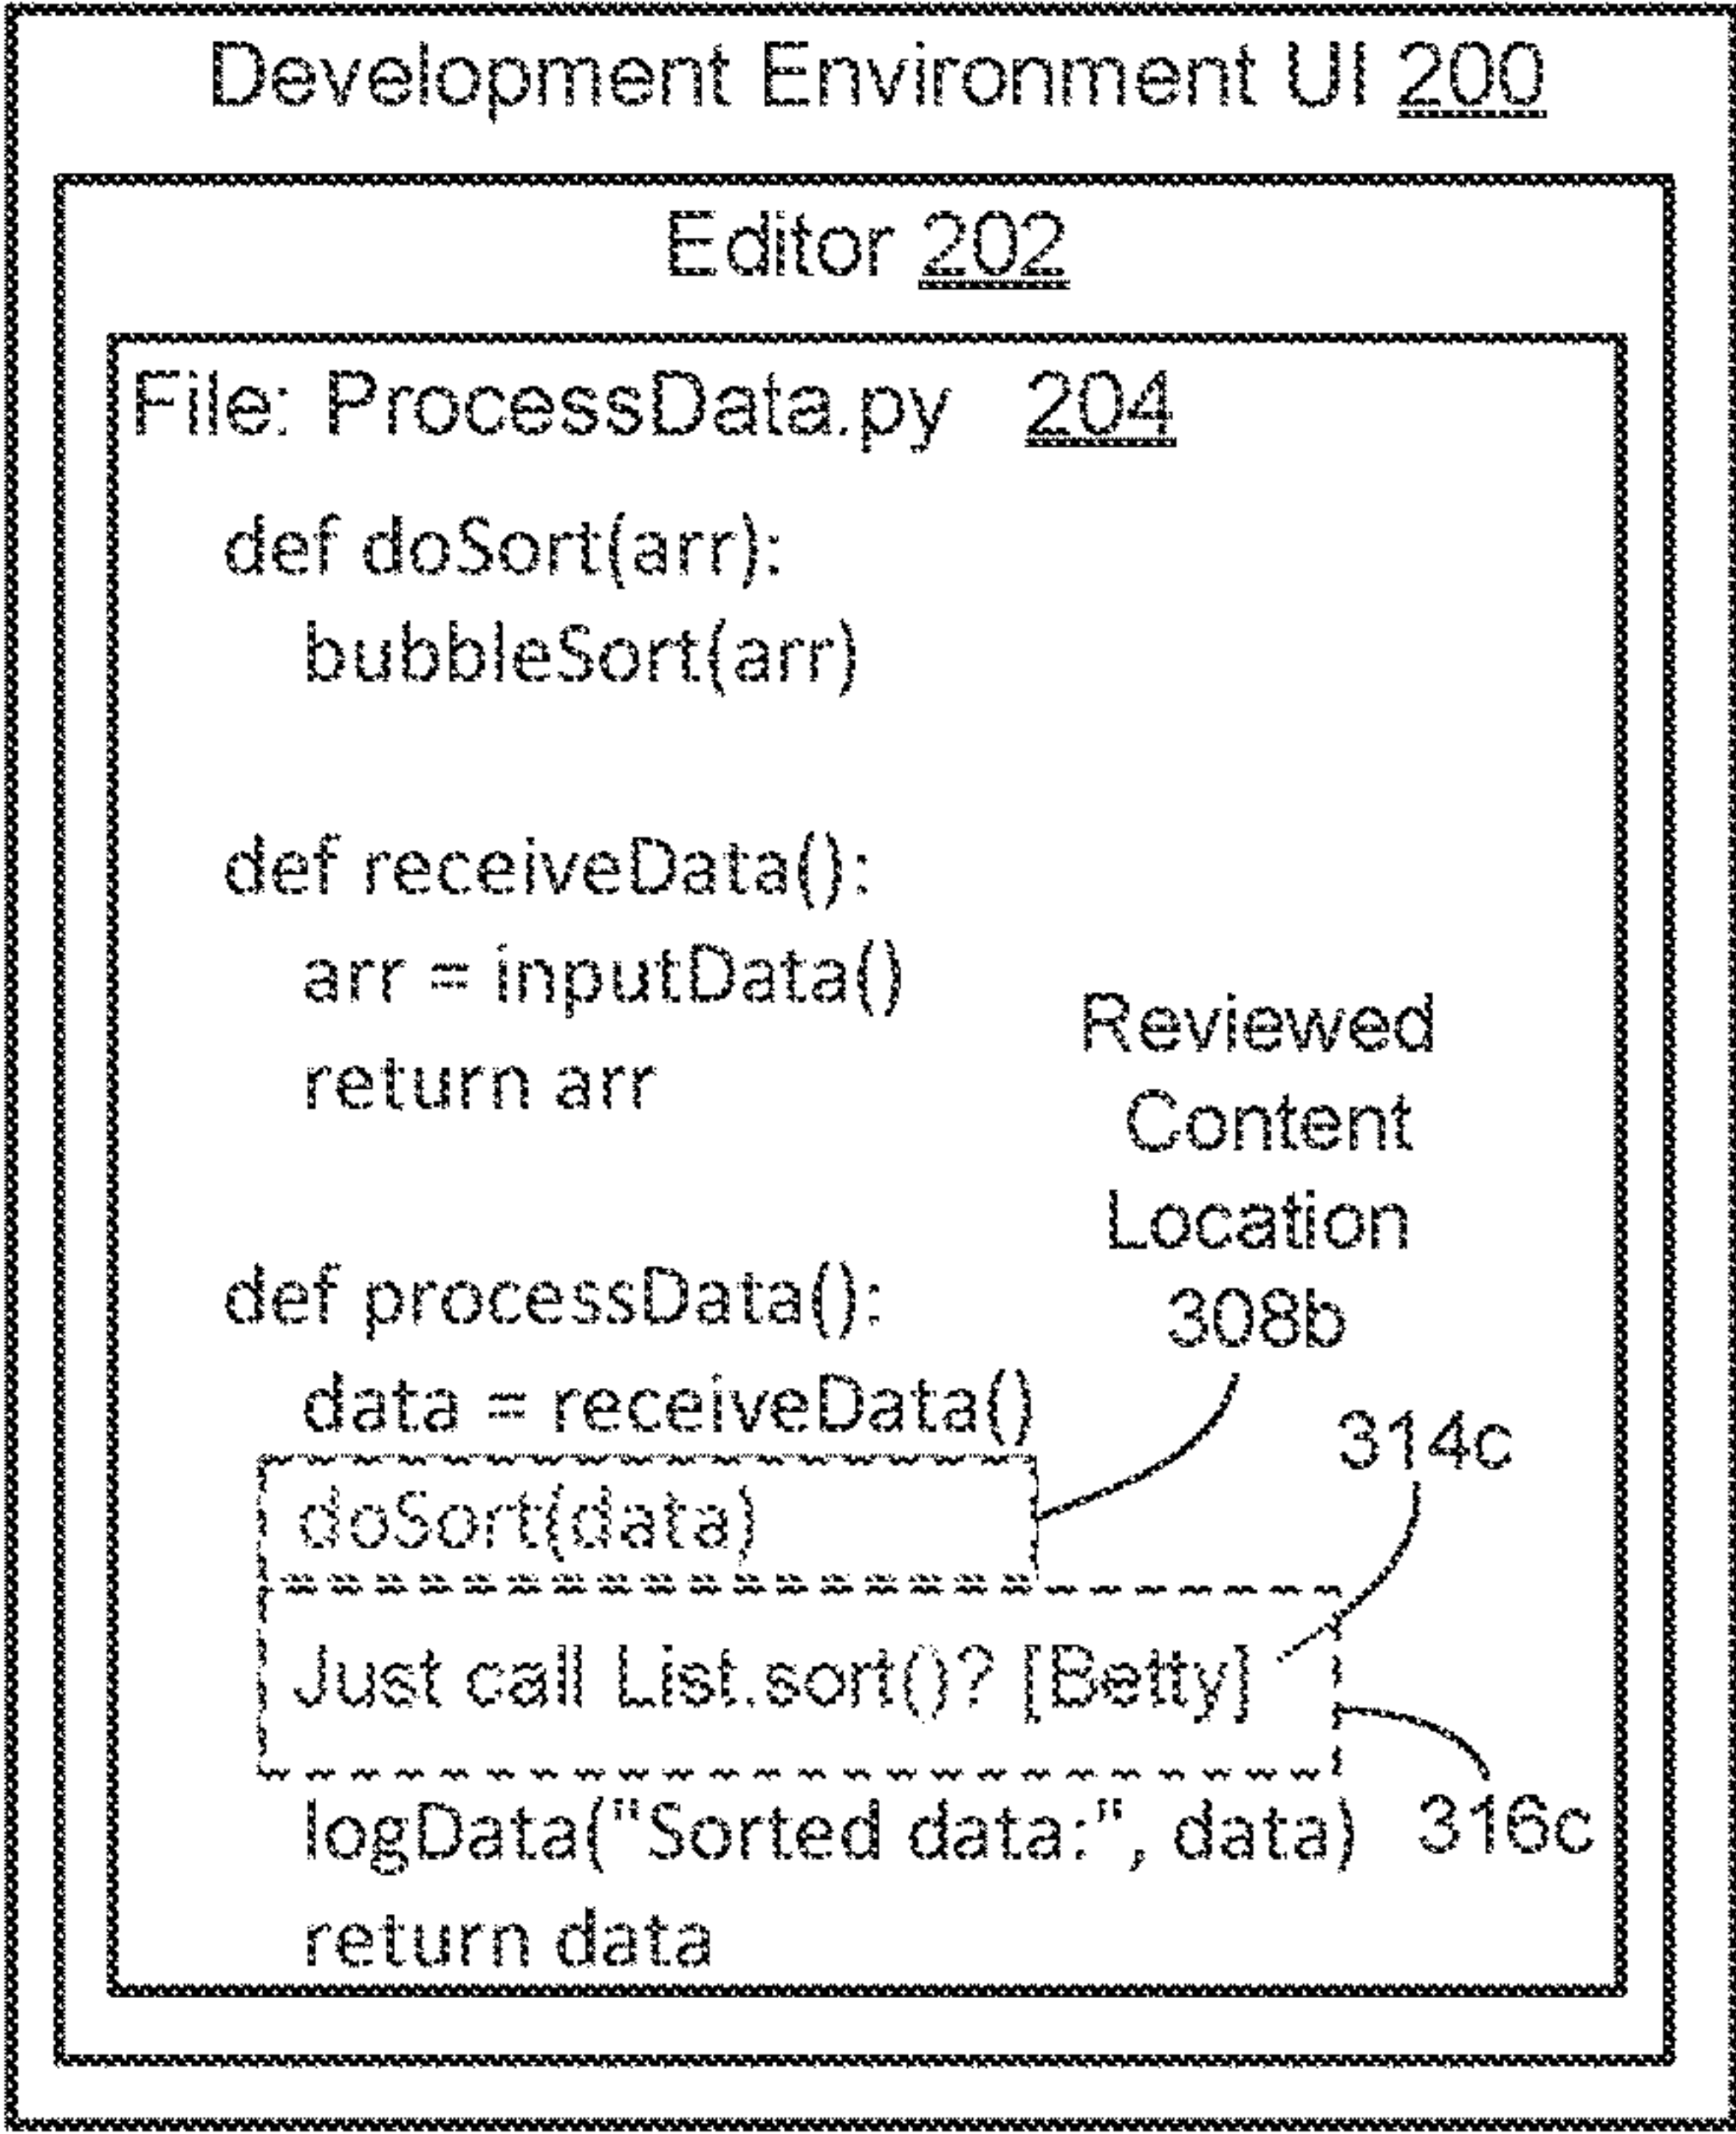 Development Environment UI 200
Editor 202
File: ProcessData.py 204
def doSort(arr):
bubbleSort(arr)
def receiveData():
arr = inputData()
return arr
Reviewed
Content
Location
308b
def processData():
data = receiveData()
314c
doSort(data)
Just call List.sort()? [Betty]
logData("Sorted data:", data)
316c
return data